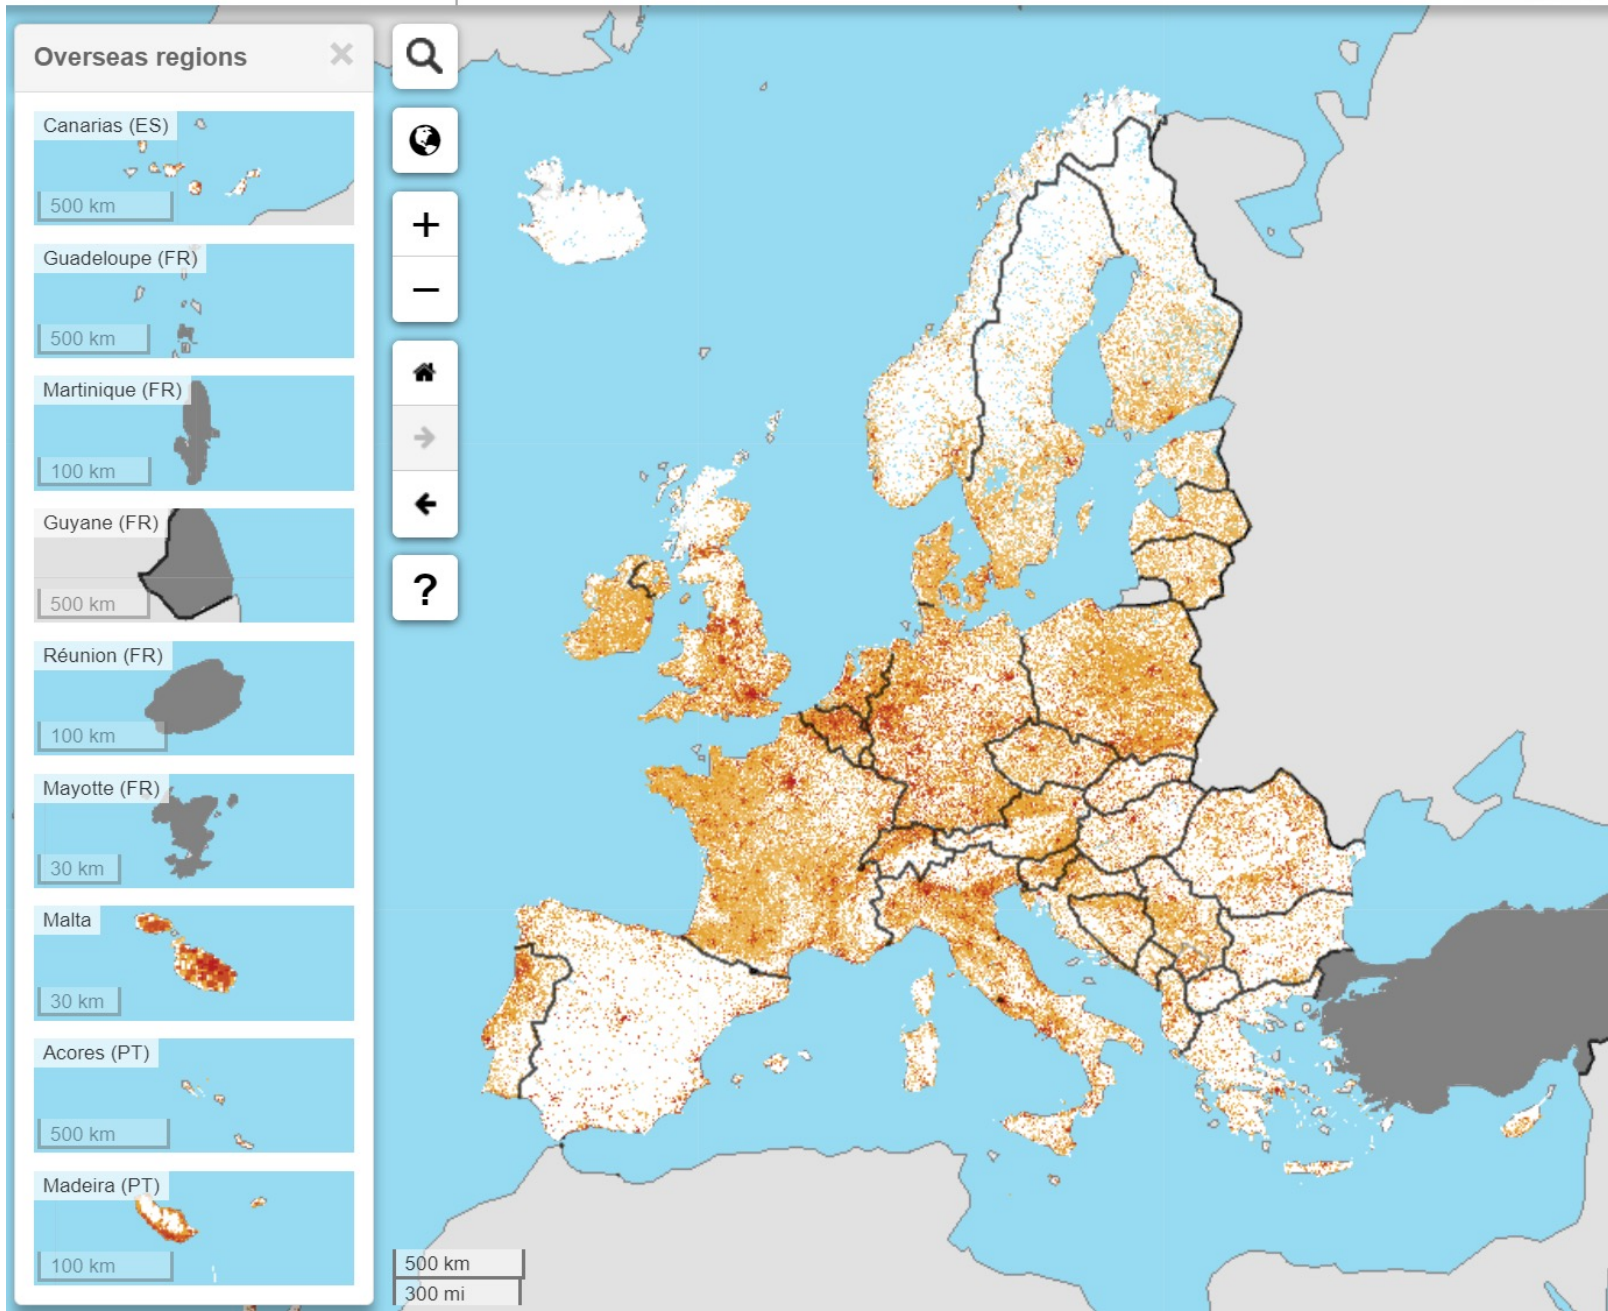 Overseas regions ×
Canarias (ES)
500 km
Guadeloupe (FR)
500 km
Martinique (FR)
100 km
Guyane (FR)
500 km
Réunion (FR)
100 km
Mayotte (FR)
30 km
Malta
30 km
Acores (PT)
500 km
Madeira (PT)
100 km
+
−
?
500 km
300 mi